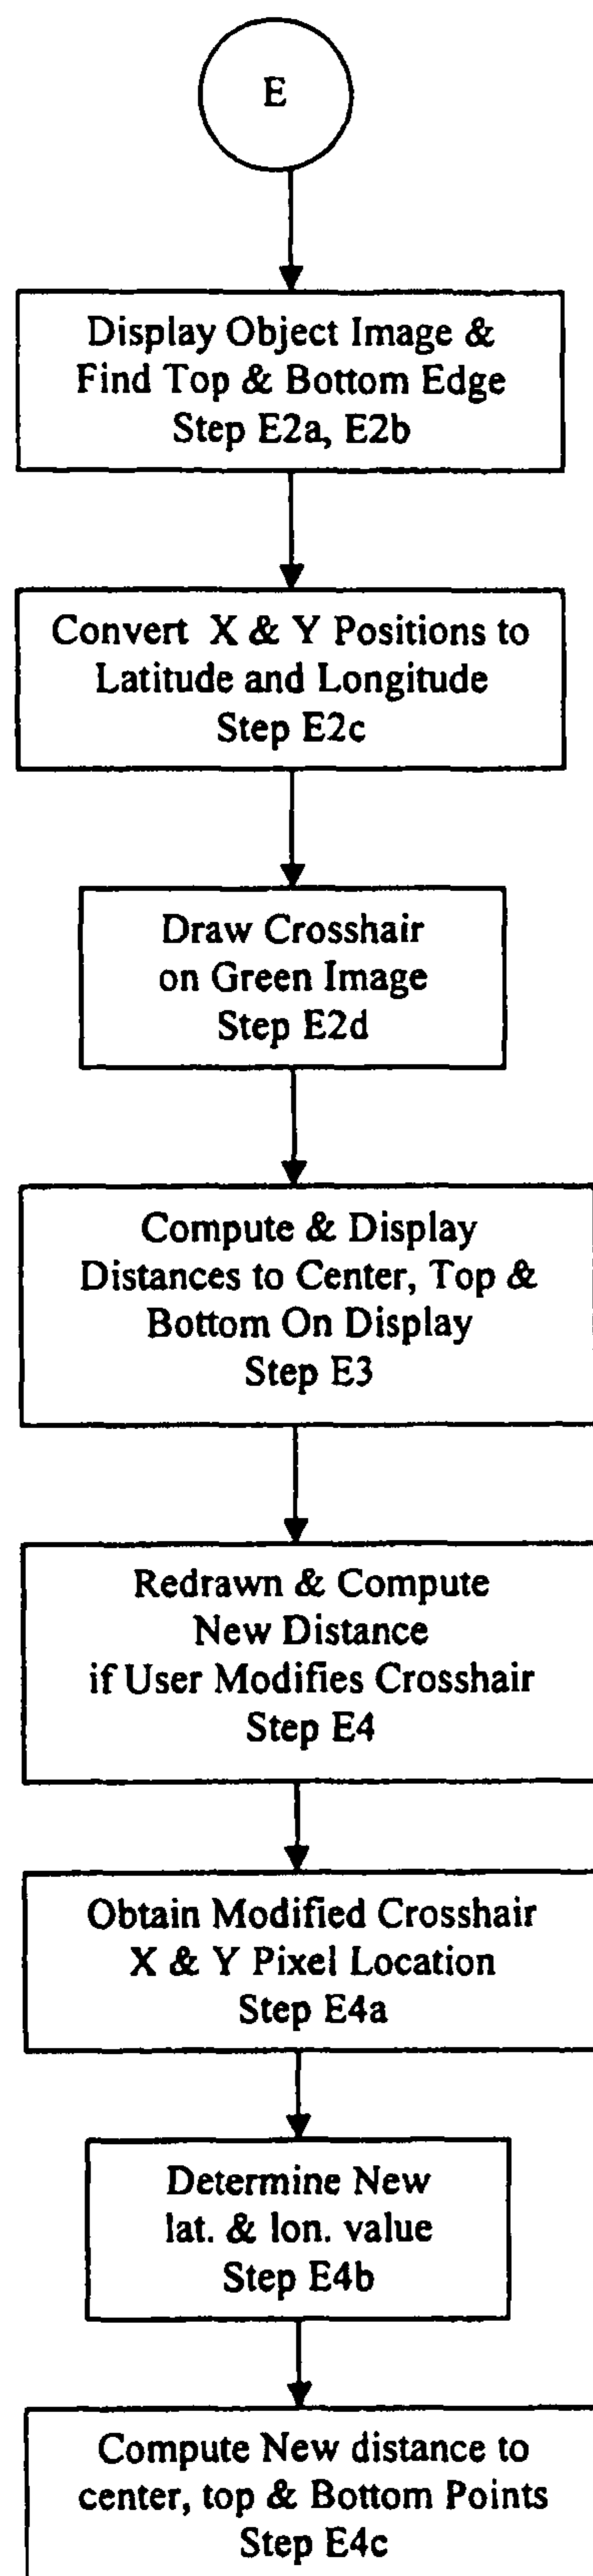 E
Display Object Image &
Find Top & Bottom Edge
Step E2a, E2b
Convert X & Y Positions to
Latitude and Longitude
Step E2c
Draw Crosshair
on Green Image
Step E2d
Compute & Display
Distances to Center, Top &
Bottom On Display
Step E3
Redrawn & Compute
New Distance
if User Modifies Crosshair
Step E4
Obtain Modified Crosshair
X & Y Pixel Location
Step E4a
Determine New
lat. & lon. value
Step E4b
Compute New distance to
center, top & Bottom Points
Step E4c